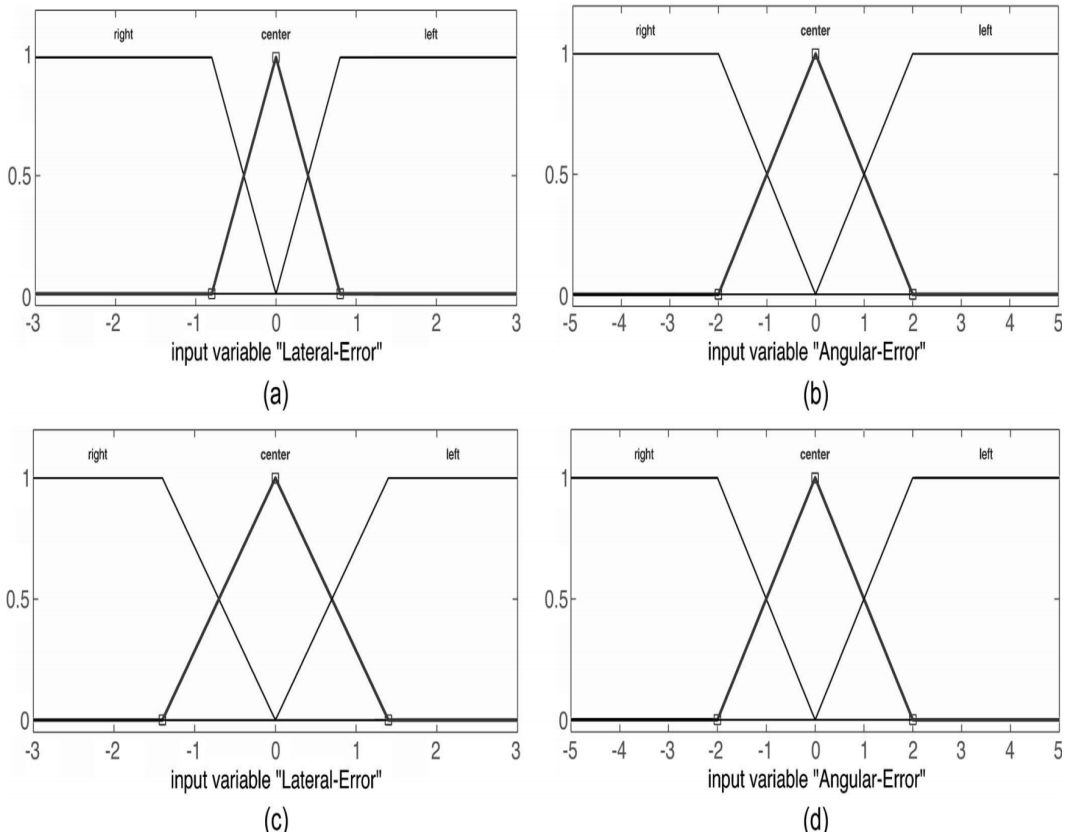 right center left
1
0.5
0
-3 -2 -1 0 1 2 3
input variable "Lateral-Error"
(a)
right center left
1
0.5
0
-5 -4 -3 -2 -1 0 1 2 3 4 5
input variable "Angular-Error"
(b)
right center left
1
0.5
0
-3 -2 -1 0 1 2 3
input variable "Lateral-Error"
(c)
right center left
1
0.5
0
-5 -4 -3 -2 -1 0 1 2 3 4 5
input variable "Angular-Error"
(d)